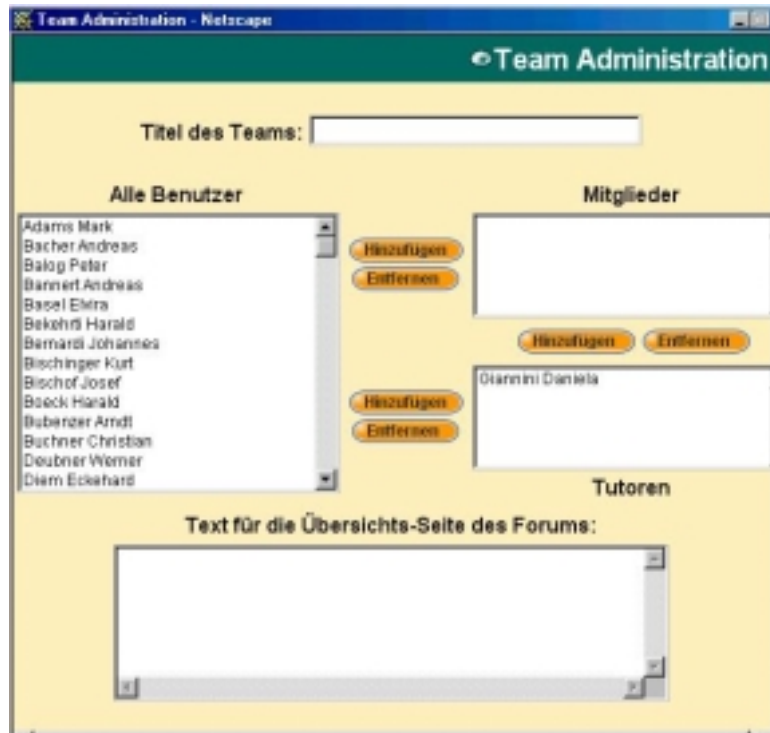 Team Administration - Netscape
Team Administration
Titel des Teams:
Alle Benutzer
Mitglieder
Adams Mark
Bacher Andreas
Balog Peter
Bannert Andreas
Basel Elvira
Bekehrti Harald
Bernardi Johannes
Bischinger Kurt
Bischof Josef
Boeck Harald
Bubenzer Arndt
Buchner Christian
Deubner Werner
Diem Eckehard
Hinzufügen
Entfernen
Hinzufügen
Entfernen
Giannini Daniela
Hinzufügen
Entfernen
Tutoren
Text für die Übersichts-Seite des Forums: